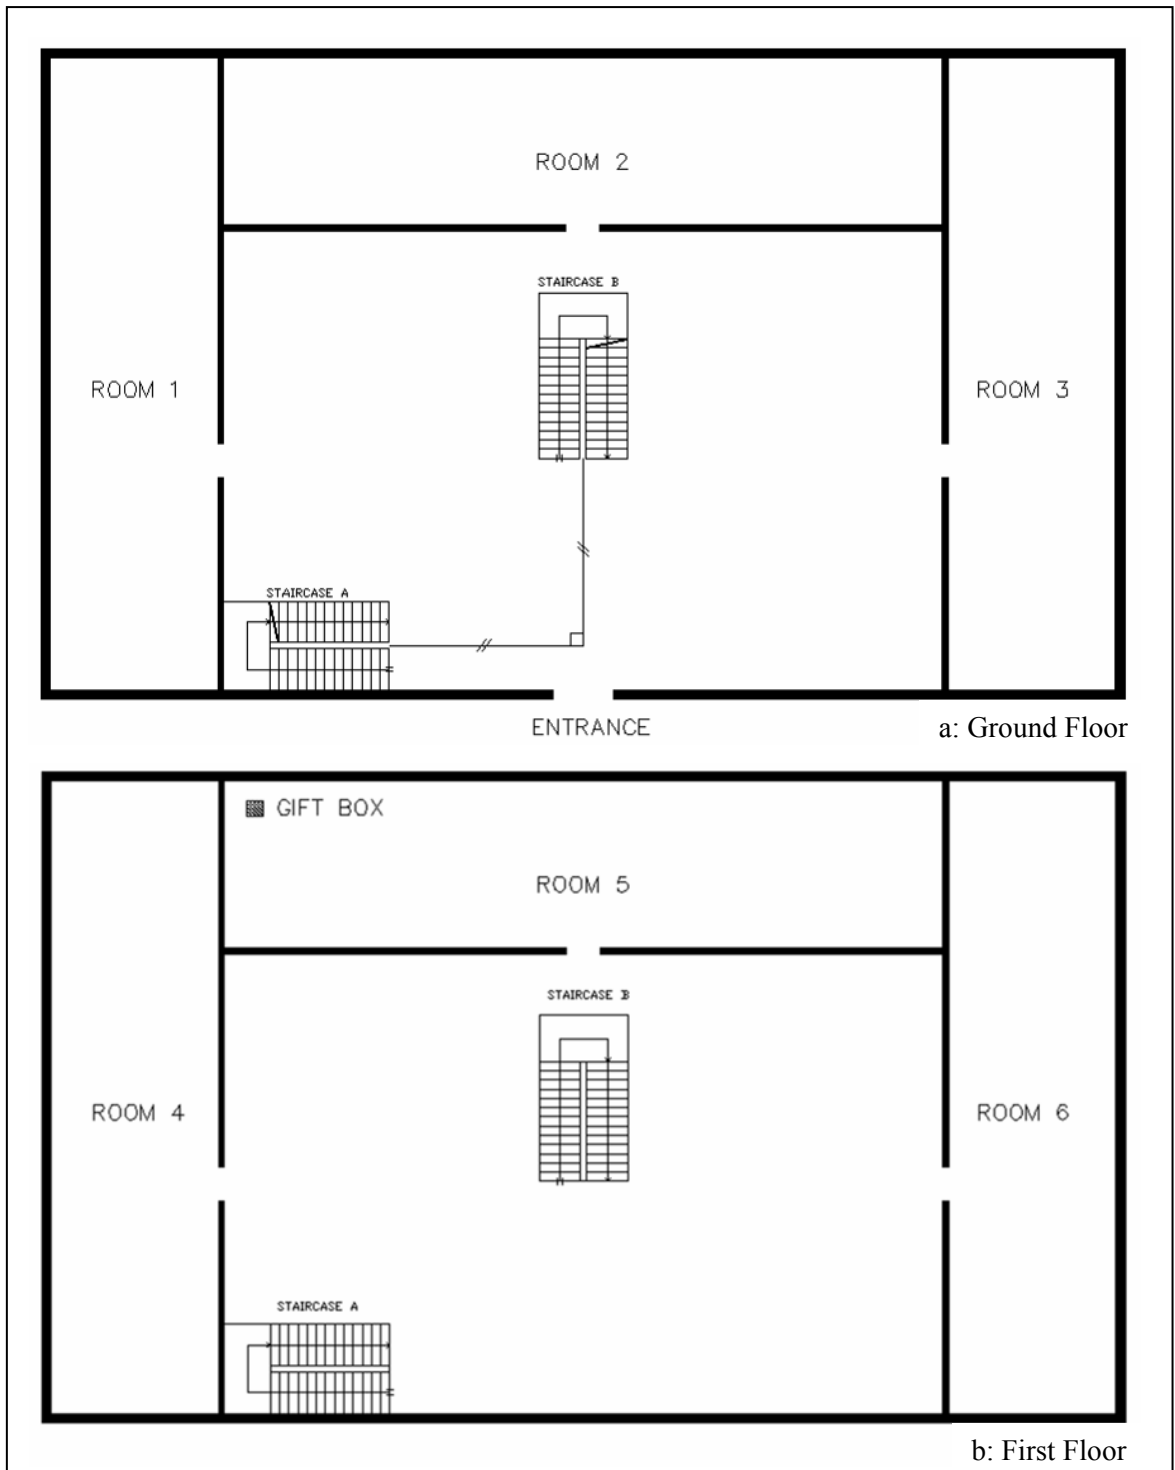 ROOM 2
STAIRCASE B
ROOM 1
ROOM 3
STAIRCASE A
ENTRANCE
a: Ground Floor
GIFT BOX
ROOM 5
STAIRCASE B
ROOM 4
ROOM 6
STAIRCASE A
b: First Floor